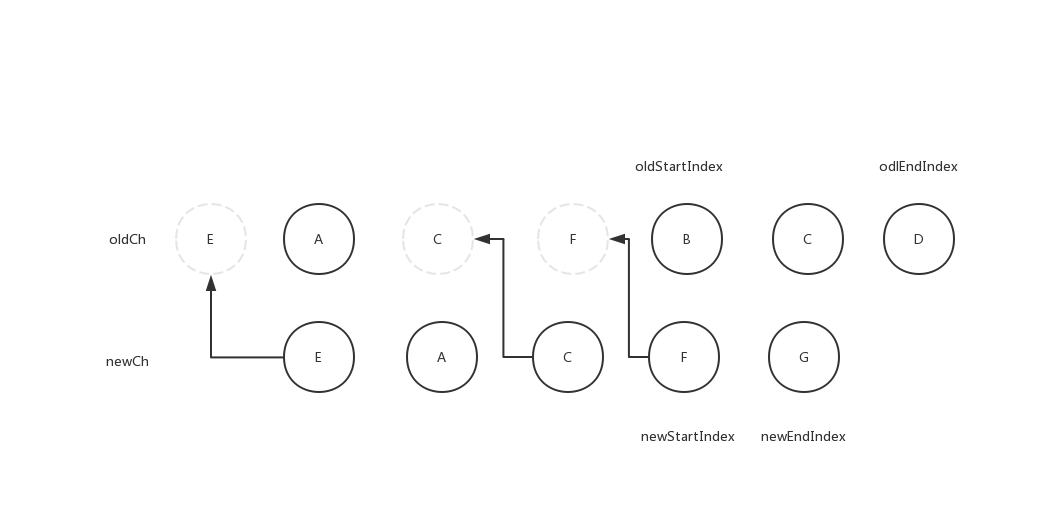 oldStartIndex odlEndIndex
oldCh E A C F B C D
newCh E A C F G
newStartIndex newEndIndex